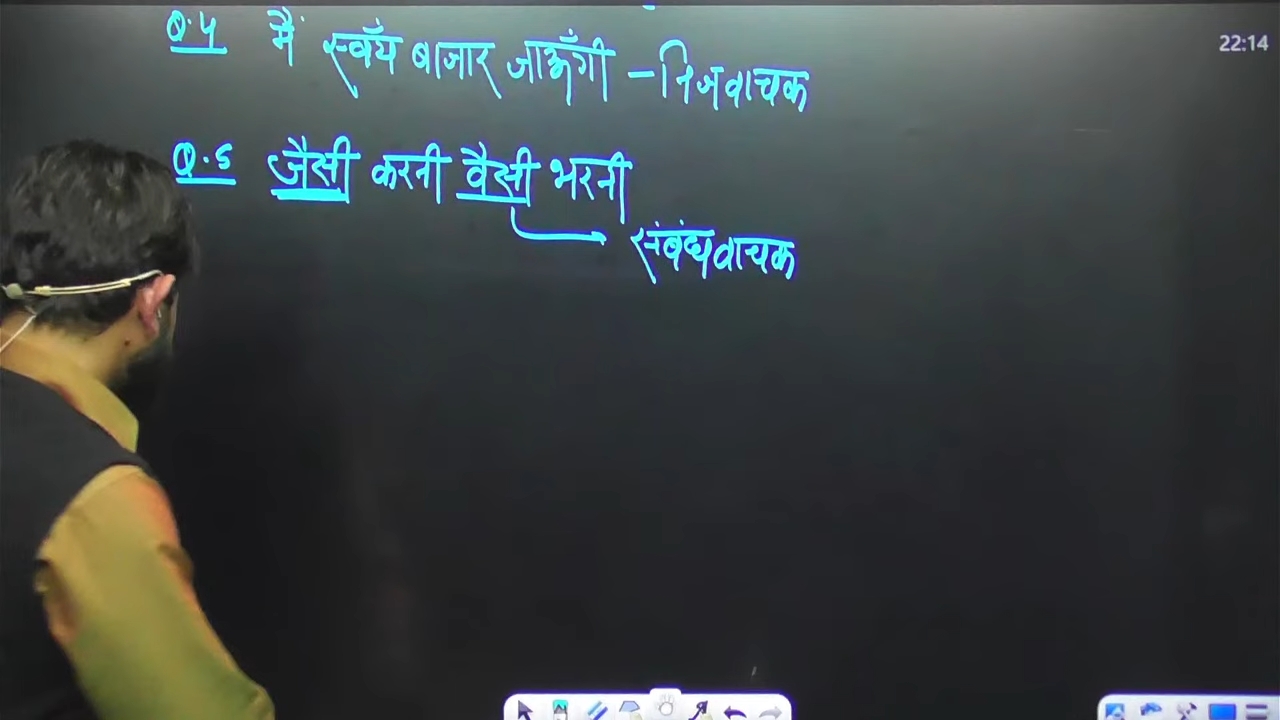 22:14
Q.4 मैं स्वयँ बाजार जाऊँगी – निजवाचक
Q.5 जैसी करनी वैसी भरनी
संबंधवाचक